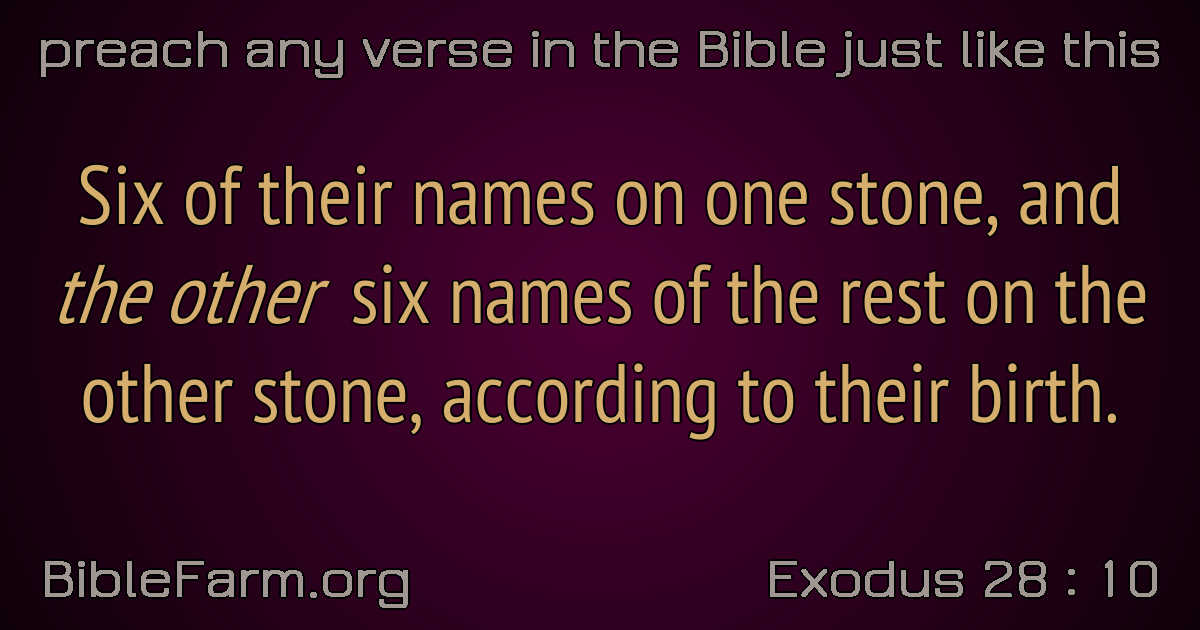 preach any verse in the Bible just like this
Six of their names on one stone, and
the other six names of the rest on the
other stone, according to their birth.
BibleFarm.org
Exodus 28 : 10